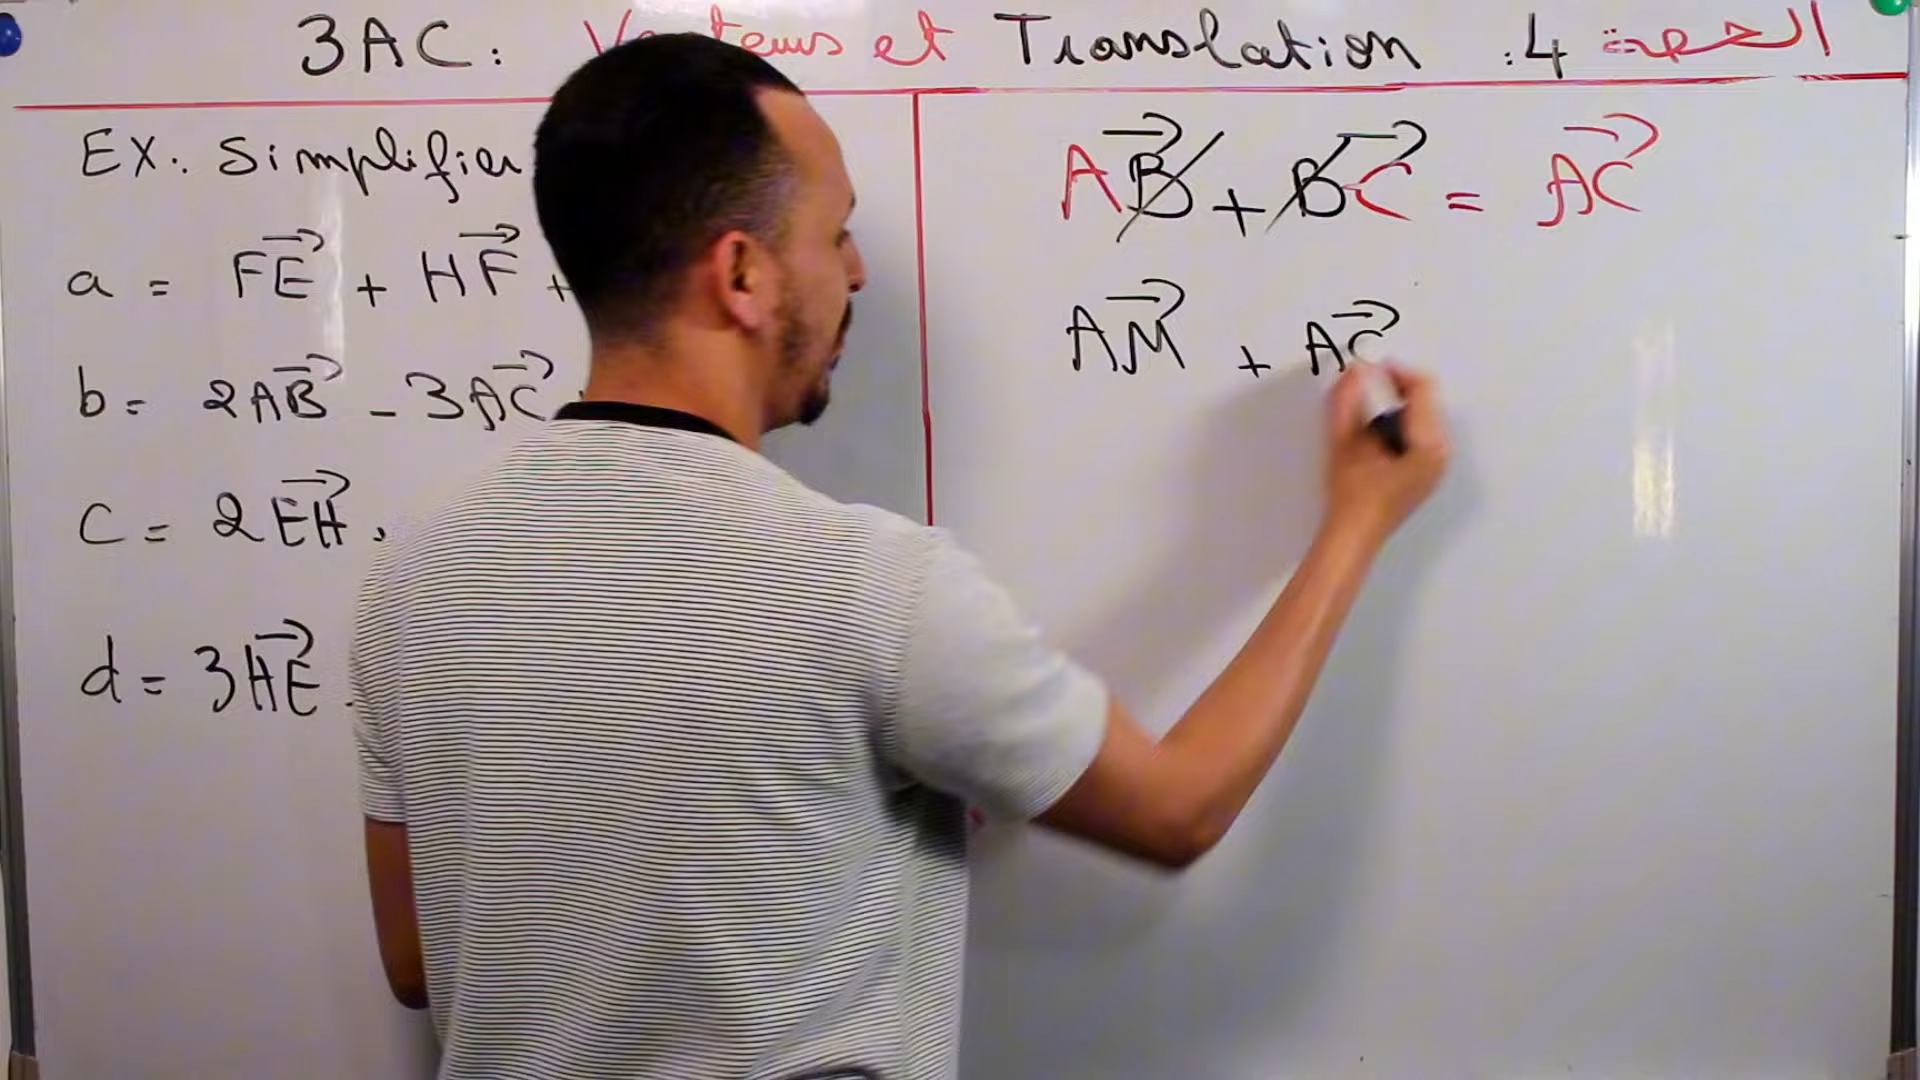 3AC: Vecteurs et Translation الحصة 4:
EX: Simplifier
a = FE + HF +
b = 2AB - 3AC
c = 2EH
d = 3HE -
AB + BC = AC
AM + AC